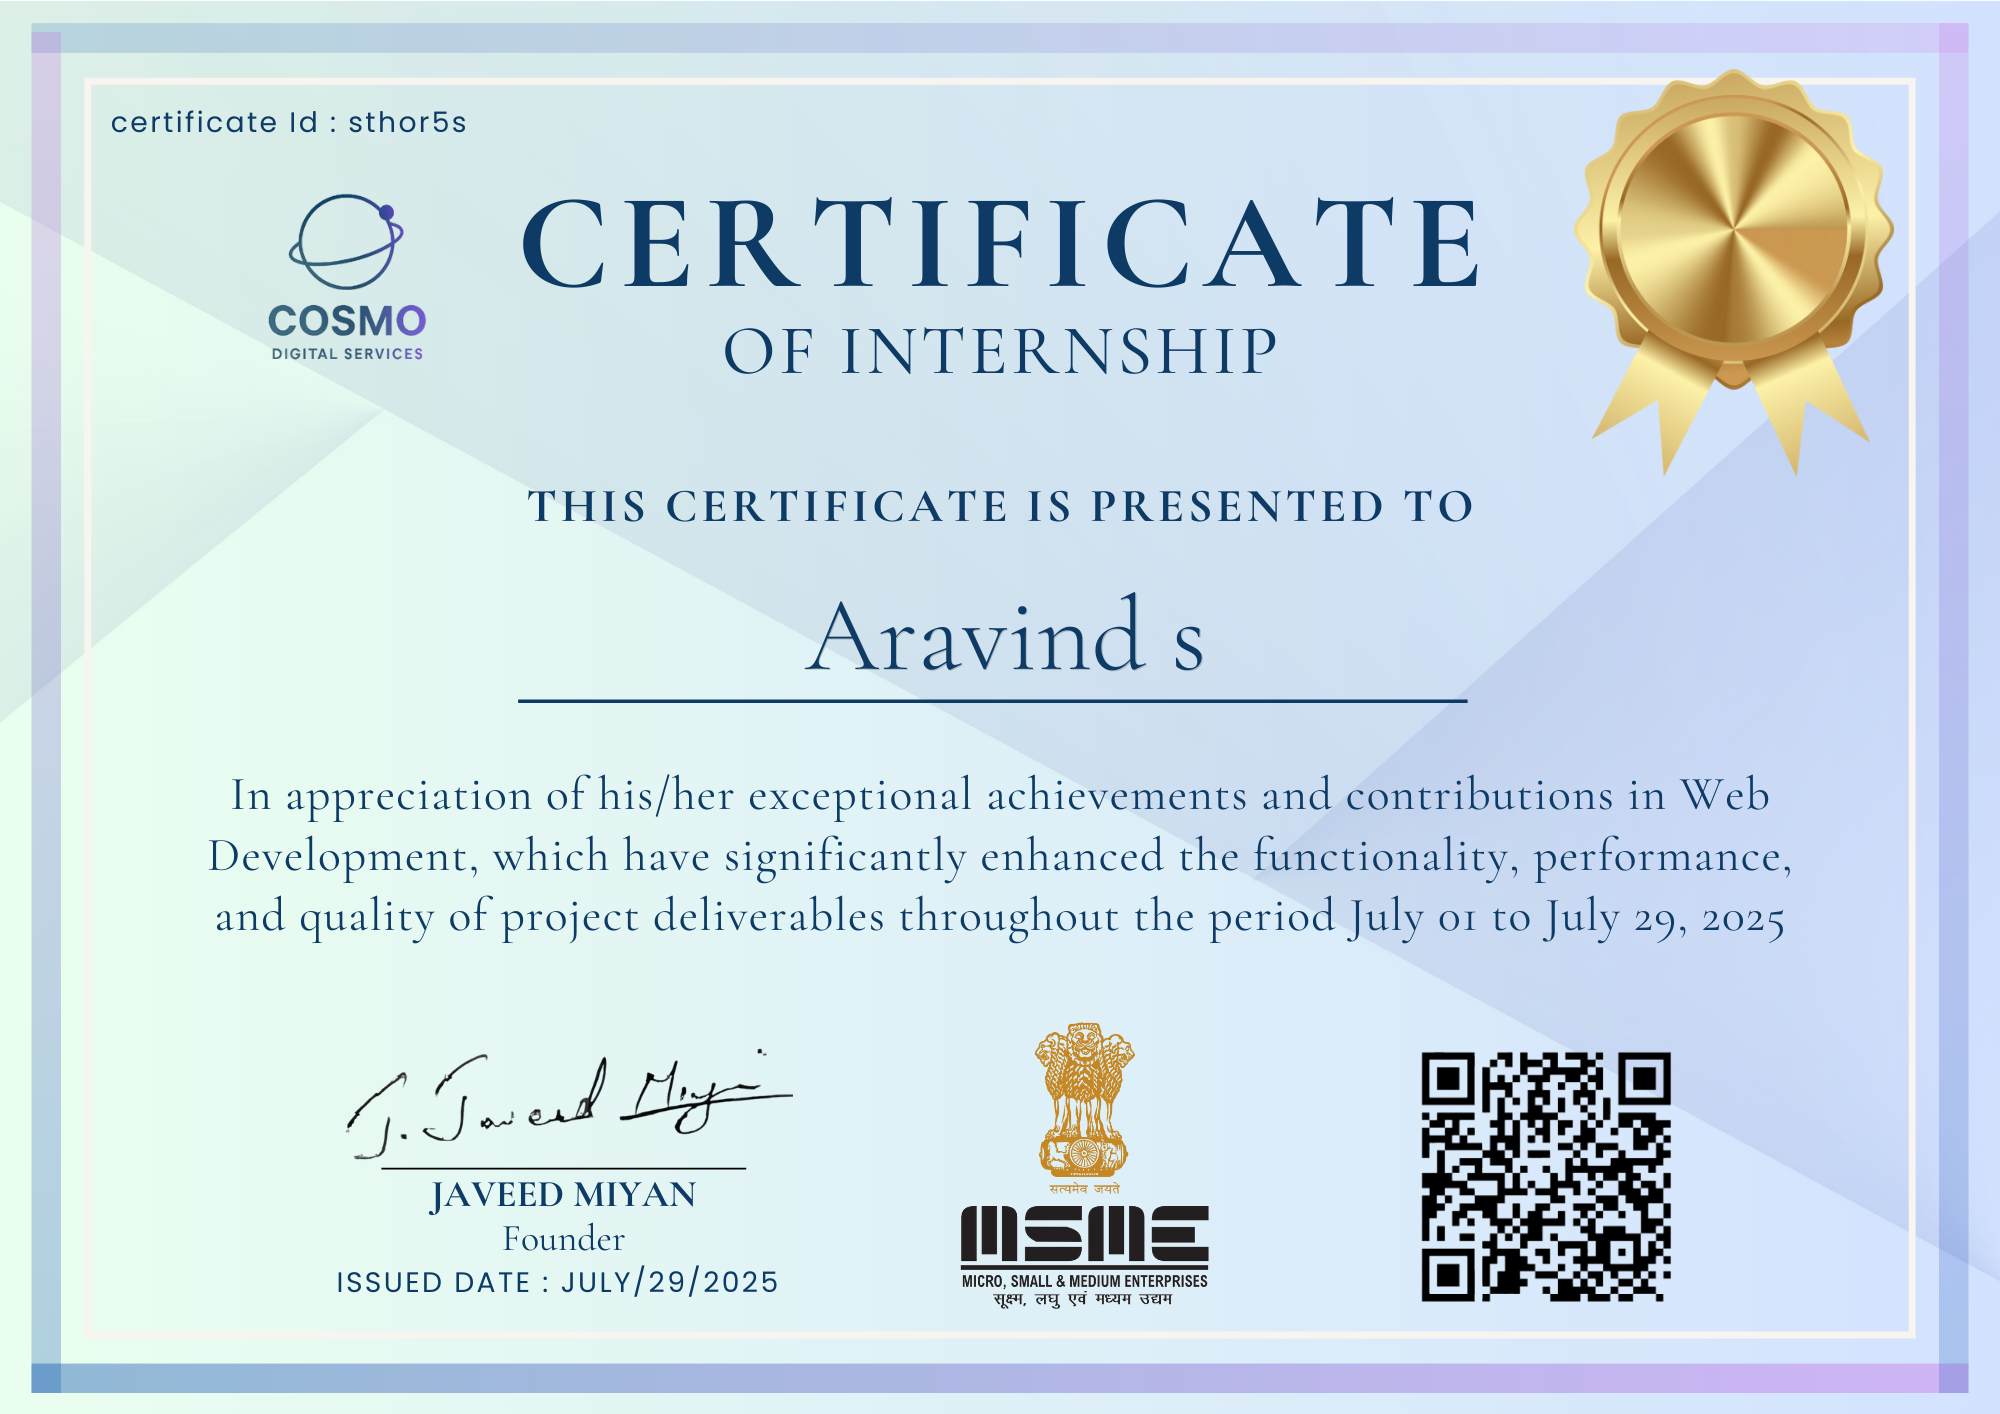 certificate Id : sthor5s
COSMO
DIGITAL SERVICES
CERTIFICATE
OF INTERNSHIP
THIS CERTIFICATE IS PRESENTED TO
Aravind s
In appreciation of his/her exceptional achievements and contributions in Web
Development, which have significantly enhanced the functionality, performance,
and quality of project deliverables throughout the period July 01 to July 29, 2025
J. Javeed Miyan
JAVEED MIYAN
Founder
ISSUED DATE : JULY/29/2025
सत्यमेव जयते
MSME
MICRO, SMALL & MEDIUM ENTERPRISES
सूक्ष्म, लघु एवं मध्यम उद्यम